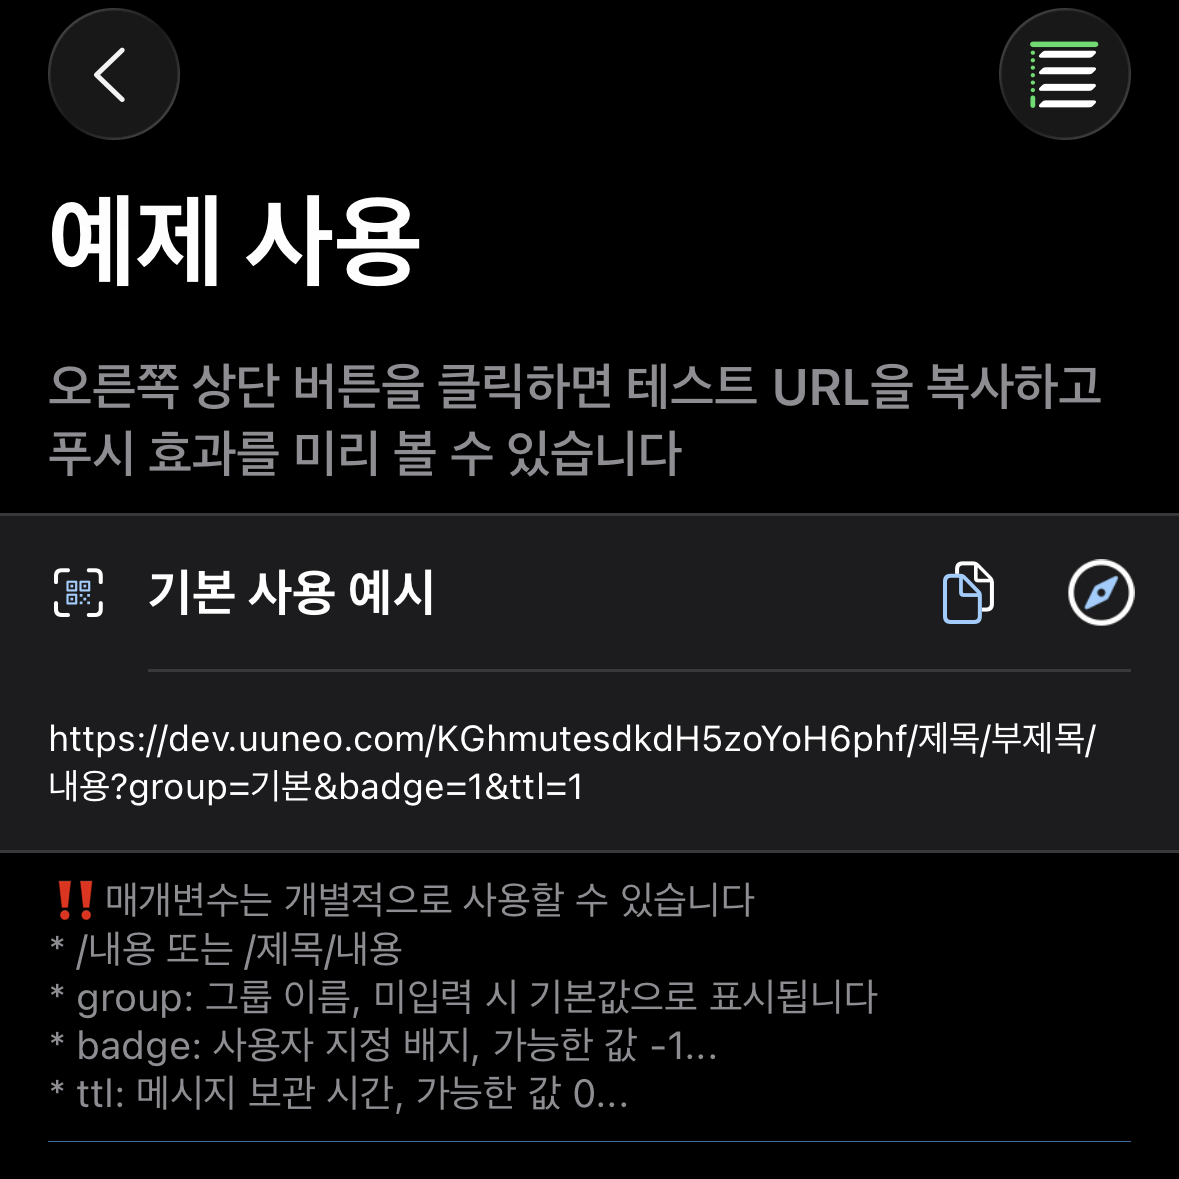 예제 사용
오른쪽 상단 버튼을 클릭하면 테스트 URL을 복사하고
푸시 효과를 미리 볼 수 있습니다
기본 사용 예시
https://dev.uuneo.com/KGhmutesdkdH5zoYoH6phf/제목/부제목/
내용?group=기본&badge=1&ttl=1
‼️매개변수는 개별적으로 사용할 수 있습니다
* /내용 또는 /제목/내용
* group: 그룹 이름, 미입력 시 기본값으로 표시됩니다
* badge: 사용자 지정 배지, 가능한 값 -1...
* ttl: 메시지 보관 시간, 가능한 값 0...